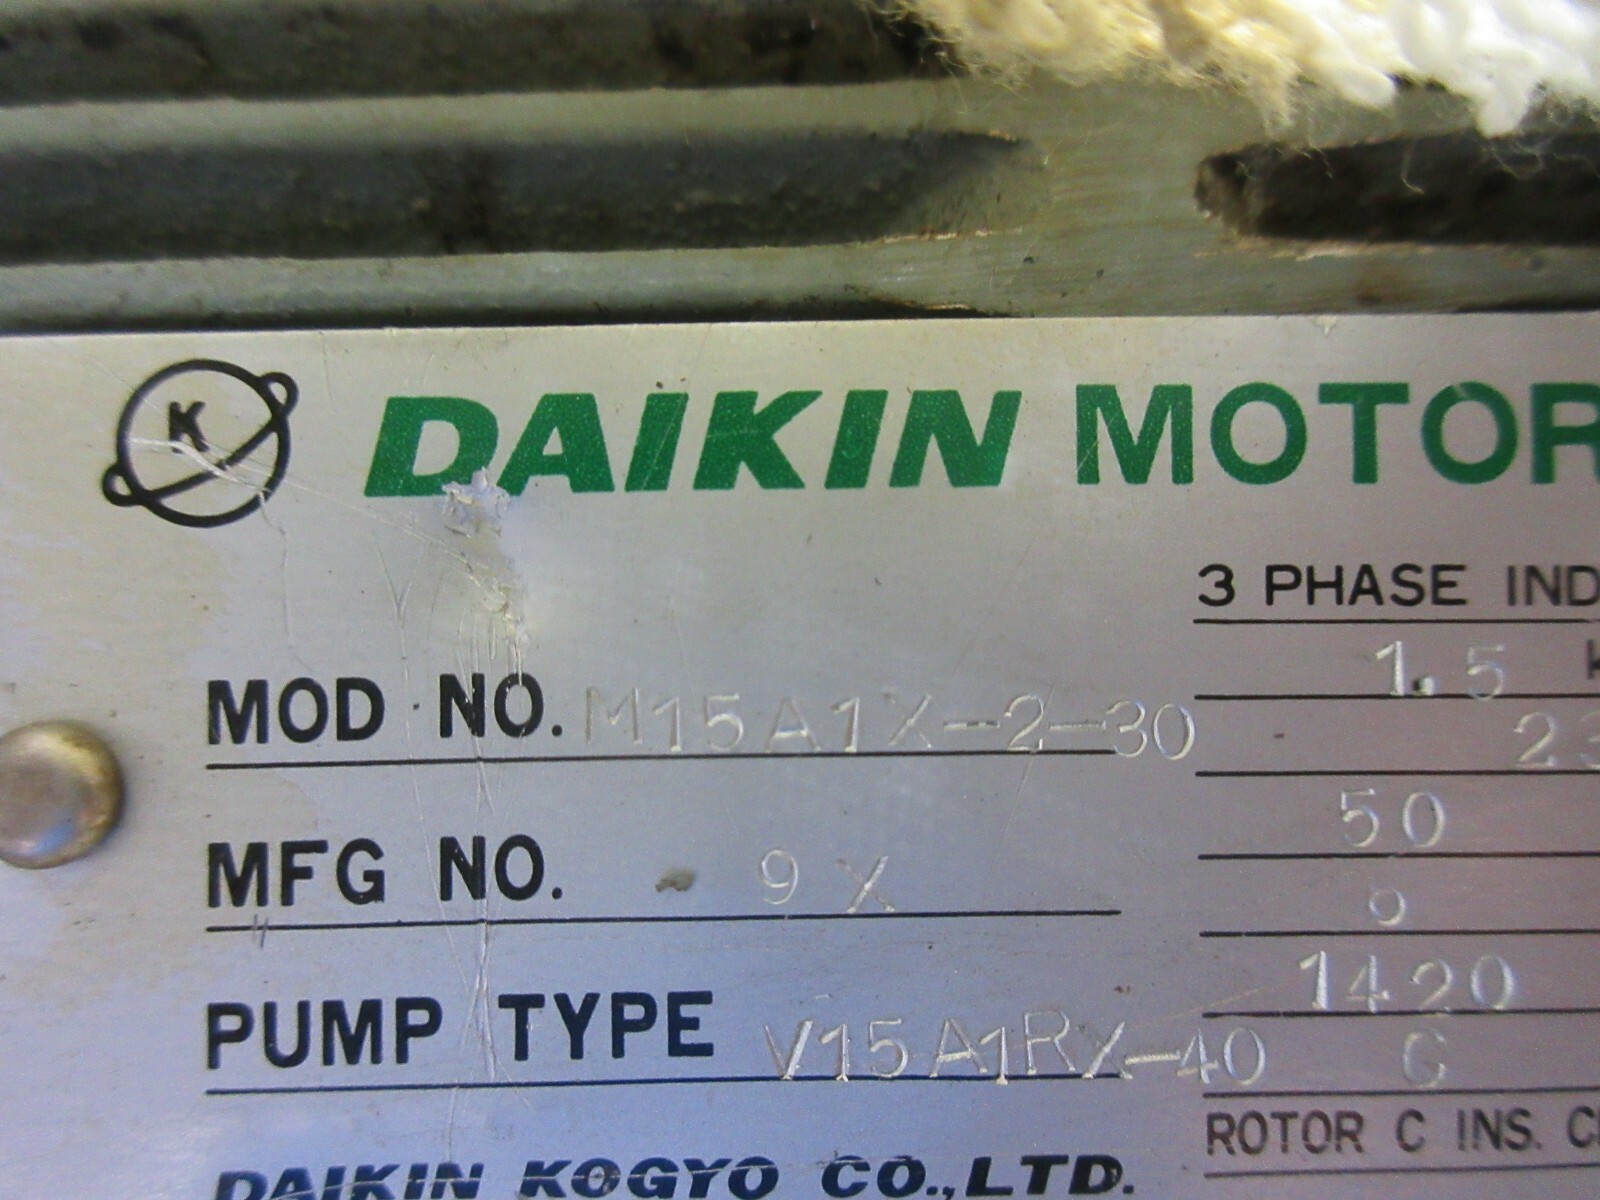 K DAIKIN MOTOR
3 PHASE IND
1.5 k
MOD NO. M15A1X-2-30
23
50
MFG NO. 9X
1420
PUMP TYPE V15A1RX-40
G
ROTOR C INS. C
DAIKIN KOGYO CO.,LTD.